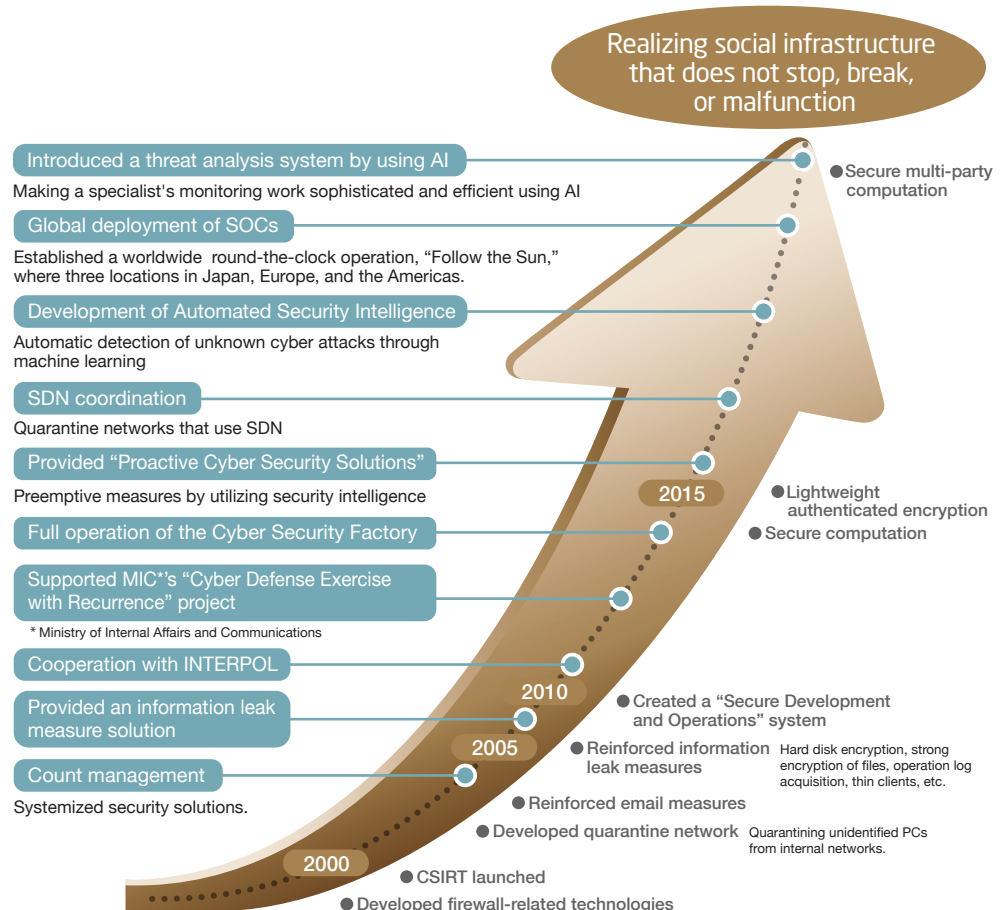 Realizing social infrastructure
that does not stop, break,
or malfunction
Introduced a threat analysis system by using AI
Making a specialist's monitoring work sophisticated and efficient using AI
Global deployment of SOCs
Established a worldwide round-the-clock operation, “Follow the Sun,”
where three locations in Japan, Europe, and the Americas.
Development of Automated Security Intelligence
Automatic detection of unknown cyber attacks through
machine learning
SDN coordination
Quarantine networks that use SDN
Provided “Proactive Cyber Security Solutions”
Preemptive measures by utilizing security intelligence
Full operation of the Cyber Security Factory
Supported MIC*'s “Cyber Defense Exercise
with Recurrence” project
* Ministry of Internal Affairs and Communications
Cooperation with INTERPOL
Provided an information leak
measure solution
Count management
Systemized security solutions.
2015
2010
2005
2000
● Secure multi-party
computation
● Lightweight
authenticated encryption
● Secure computation
● Created a “Secure Development
and Operations” system
● Reinforced information
leak measures
Hard disk encryption, strong
encryption of files, operation log
acquisition, thin clients, etc.
● Reinforced email measures
● Developed quarantine network
Quarantining unidentified PCs
from internal networks.
● CSIRT launched
● Developed firewall-related technologies